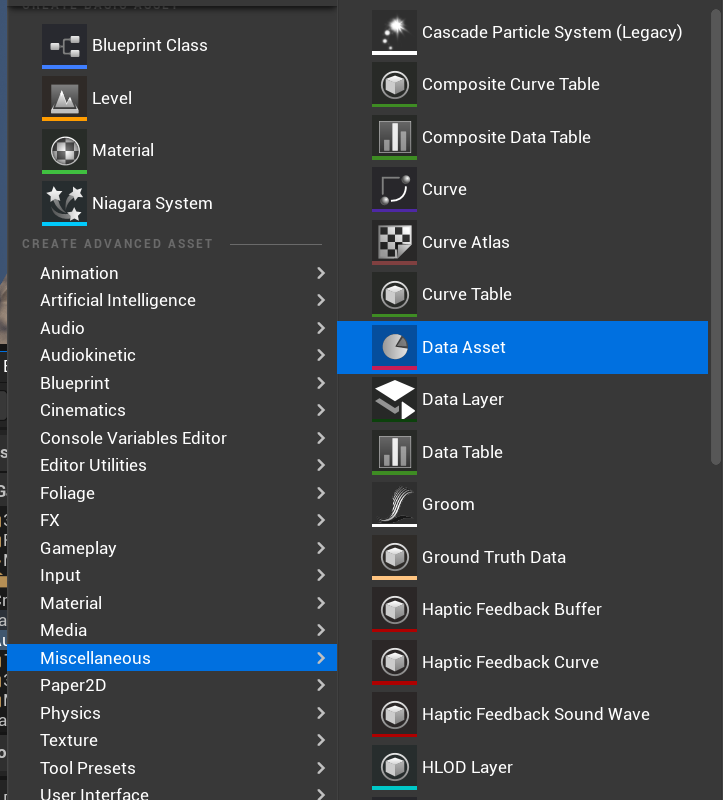 CREATE BASIC ASSET
Blueprint Class
Level
Material
Niagara System
CREATE ADVANCED ASSET
Animation
Artificial Intelligence
Audio
Audiokinetic
Blueprint
Cinematics
Console Variables Editor
Editor Utilities
Foliage
FX
Gameplay
Input
Material
Media
Miscellaneous
Paper2D
Physics
Texture
Tool Presets
User Interface
Cascade Particle System (Legacy)
Composite Curve Table
Composite Data Table
Curve
Curve Atlas
Curve Table
Data Asset
Data Layer
Data Table
Groom
Ground Truth Data
Haptic Feedback Buffer
Haptic Feedback Curve
Haptic Feedback Sound Wave
HLOD Layer